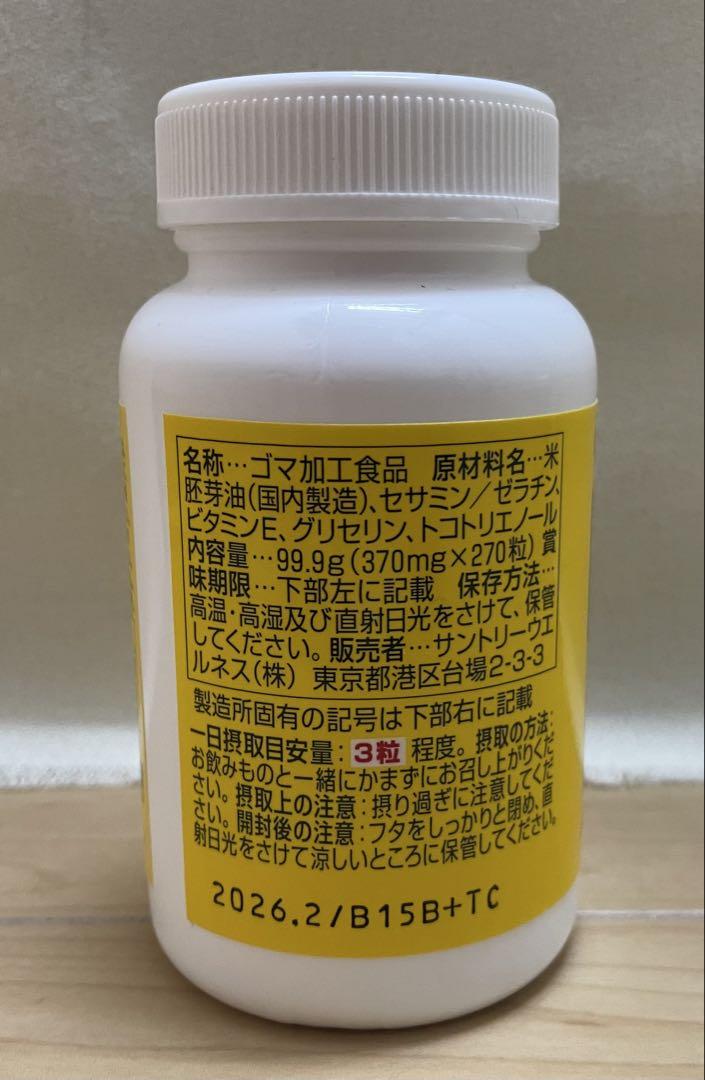 名称…ゴマ加工食品 原材料名…米
胚芽油(国内製造)、セサミン/ゼラチン、
ビタミンE、グリセリン、トコトリエノール
内容量…99.9g(370mg×270粒) 賞
味期限…下部左に記載 保存方法…
高温・高湿及び直射日光をさけて、保管
してください。販売者…サントリーウエ
ルネス(株) 東京都港区台場2-3-3
製造所固有の記号は下部右に記載
一日摂取目安量:3粒程度。摂取の方法:
お飲みものと一緒にかまずにお召し上がりくだ
さい。摂取上の注意:摂り過ぎに注意してくだ
さい。開封後の注意:フタをしっかりと閉め、直
射日光をさけて涼しいところに保管してください。
2026.2/B15B+TC